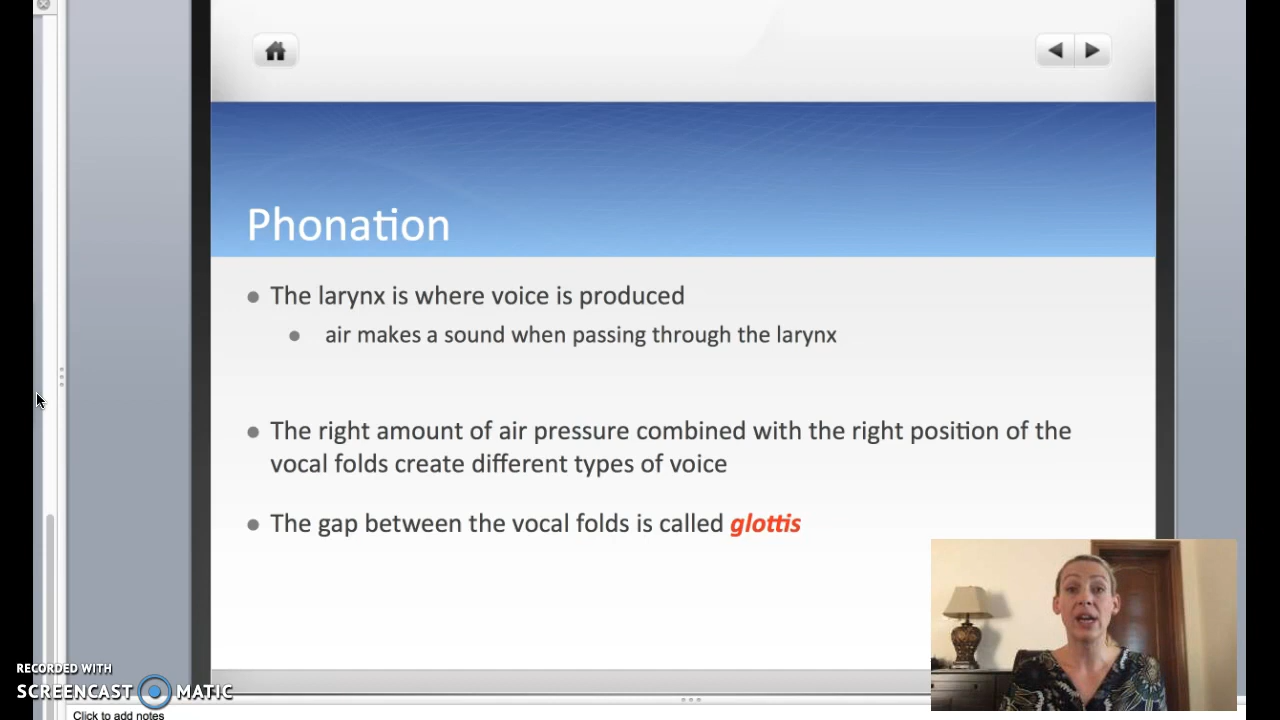 Phonation
The larynx is where voice is produced
air makes a sound when passing through the larynx
The right amount of air pressure combined with the right position of the
vocal folds create different types of voice
The gap between the vocal folds is called glottis
RECORDED WITH
SCREENCAST MATIC
Click to add notes